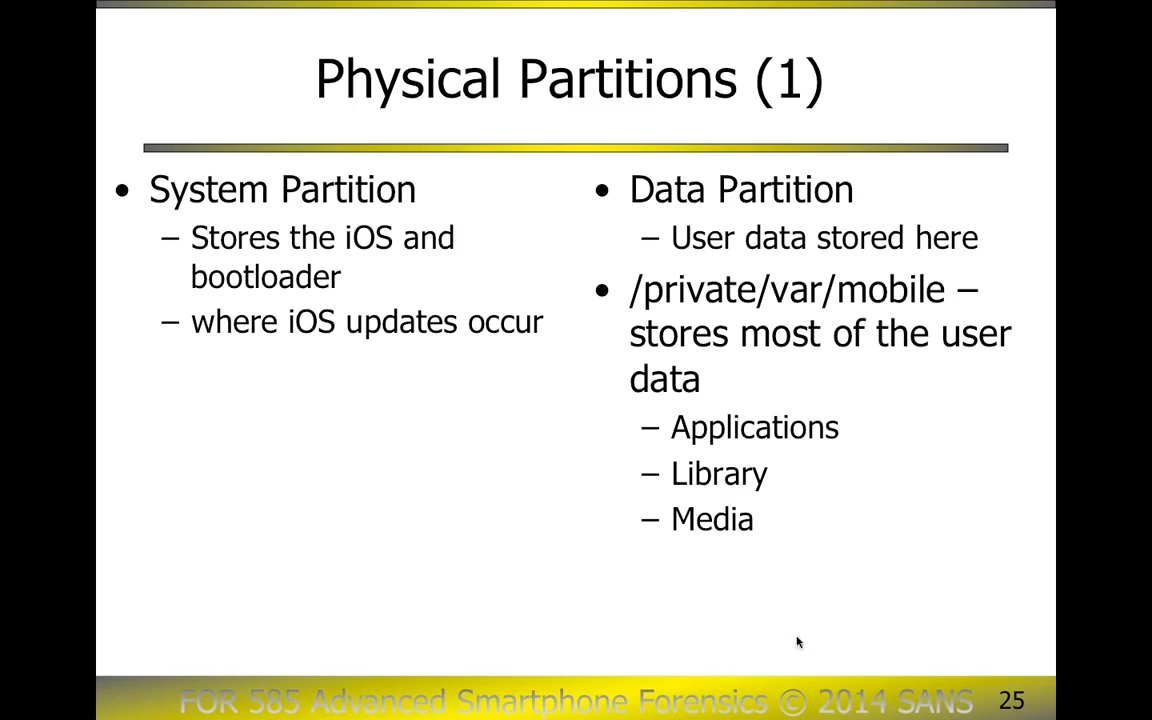 Physical Partitions (1)
• System Partition
– Stores the iOS and
bootloader
– where iOS updates occur
• Data Partition
– User data stored here
• /private/var/mobile –
stores most of the user
data
– Applications
– Library
– Media
FOR 585 Advanced Smartphone Forensics © 2014 SANS 25